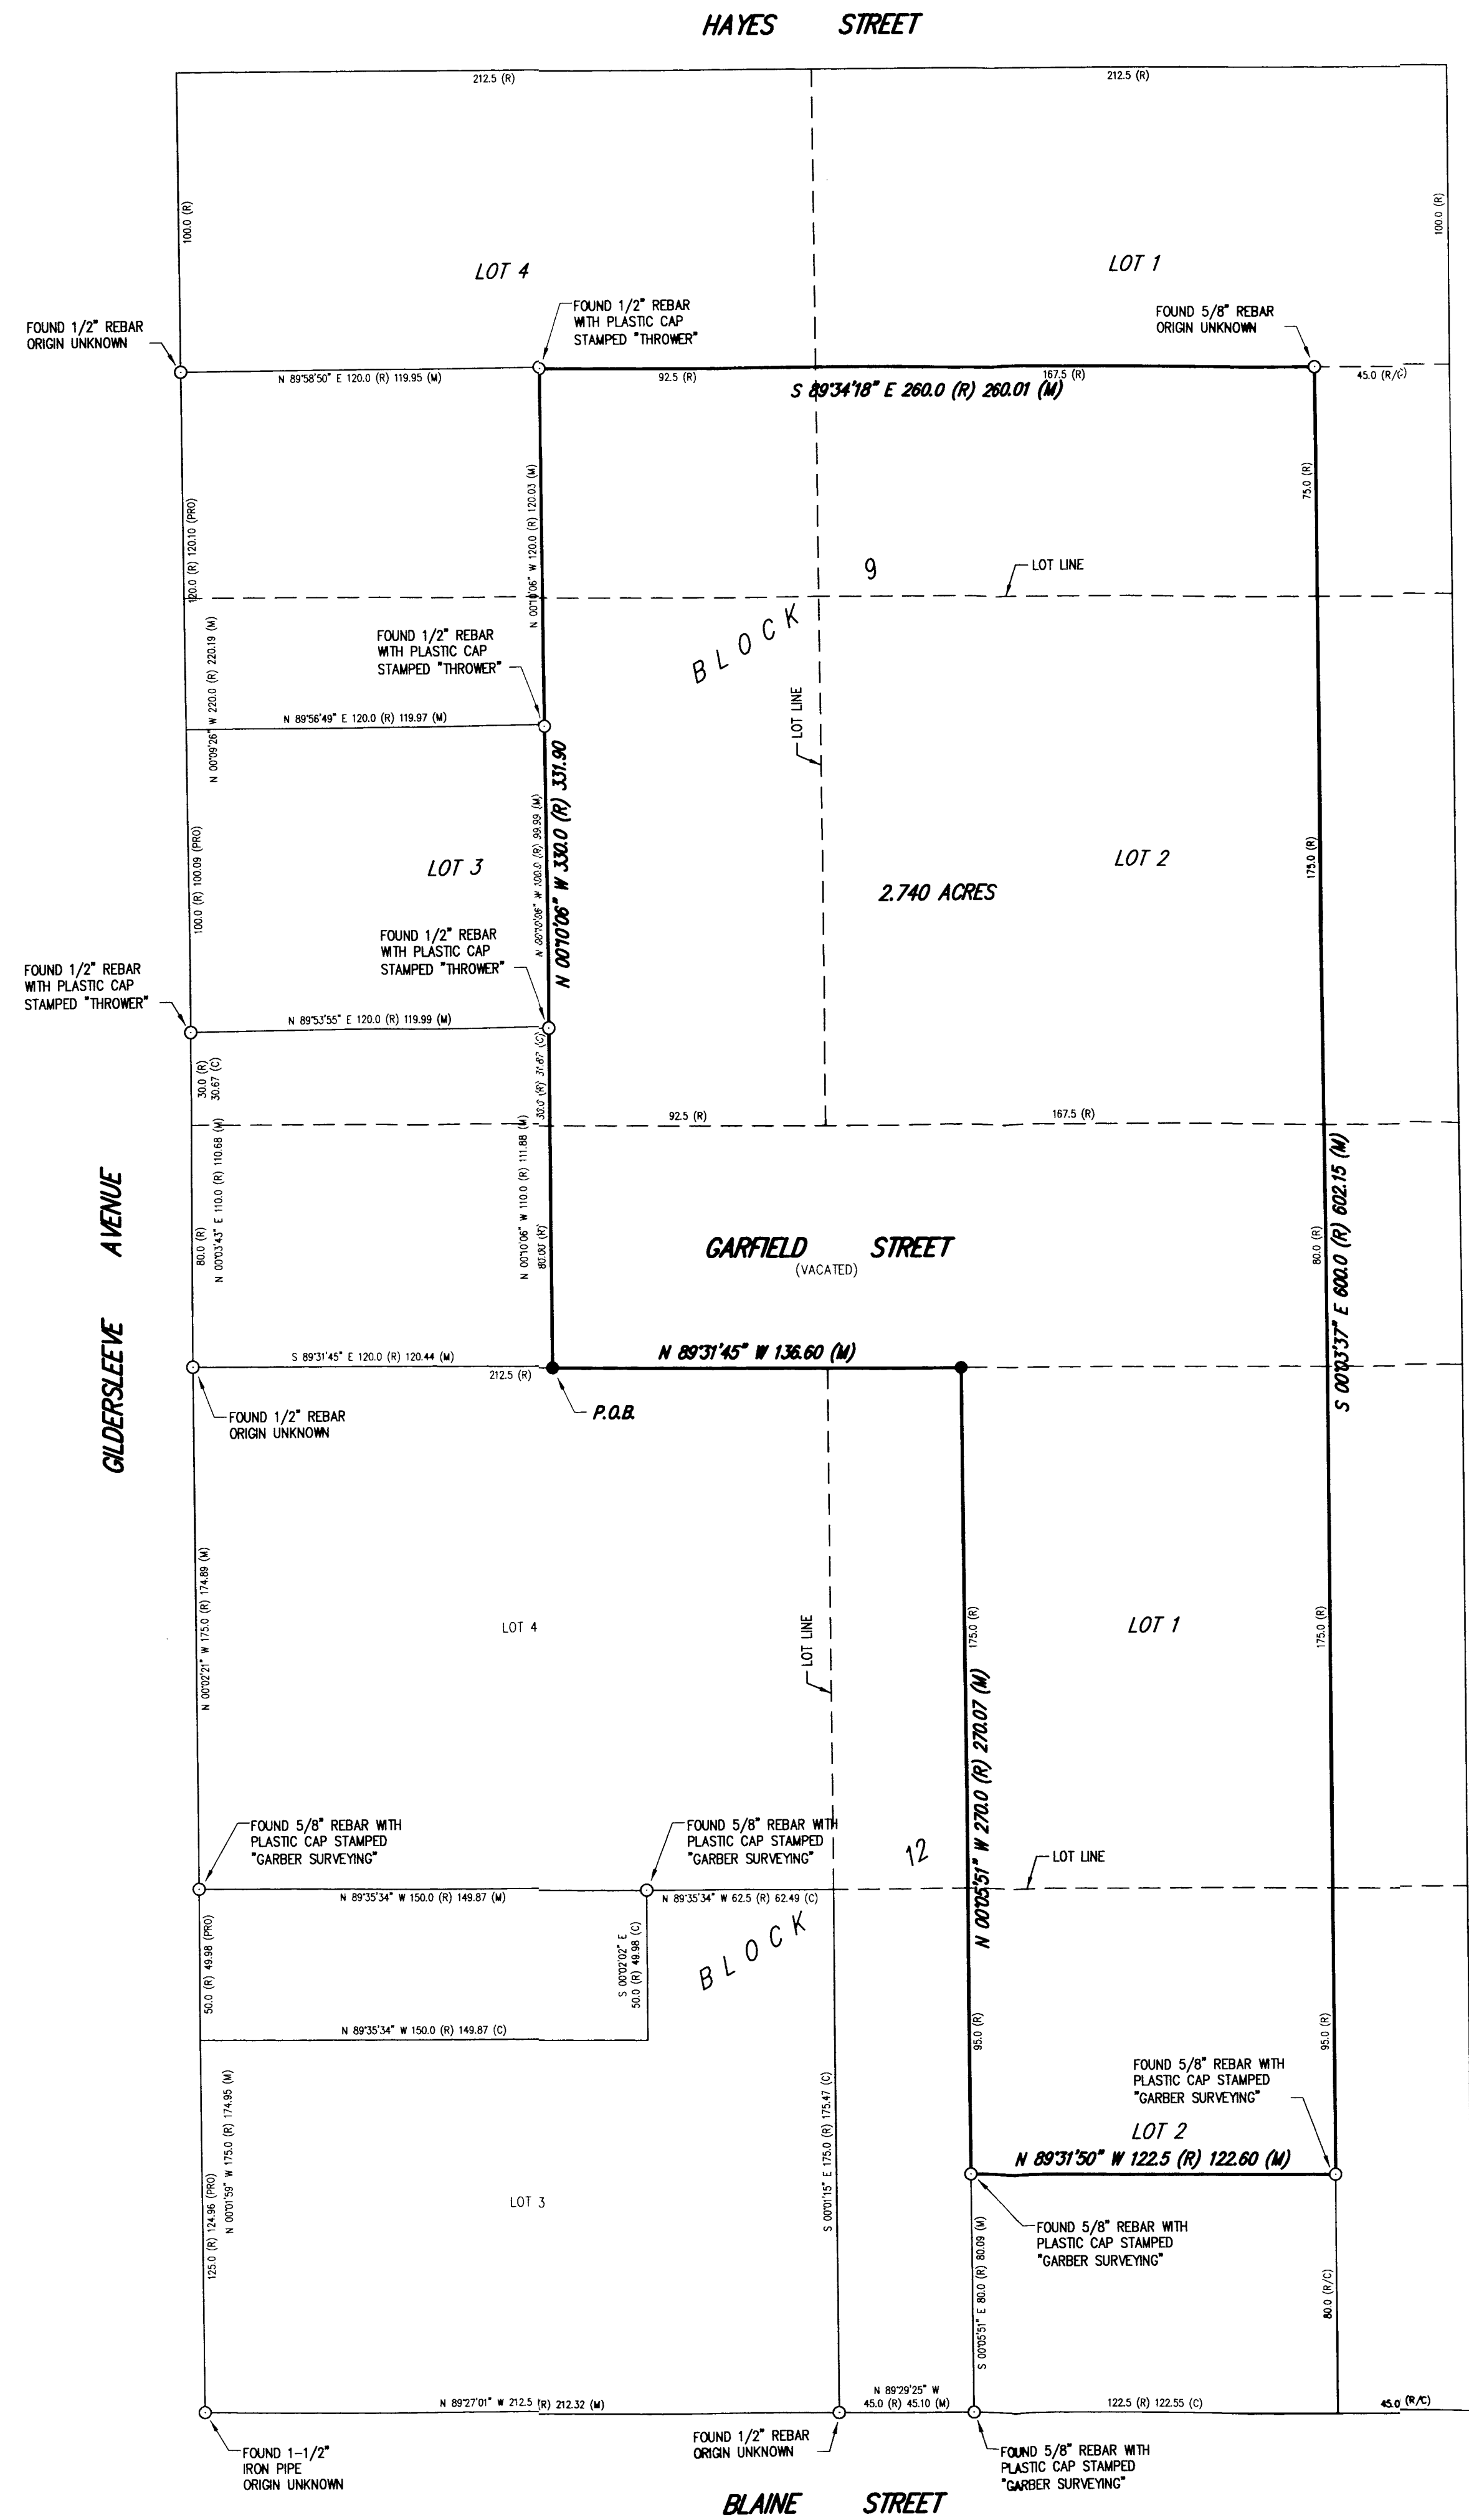 HAYES STREET
212.5 (R)
212.5 (R)
100.0 (R)
100.0 (R)
LOT 4
LOT 1
FOUND 1/2" REBAR
ORIGIN UNKNOWN
FOUND 1/2" REBAR
WITH PLASTIC CAP
STAMPED "THROWER"
FOUND 5/8" REBAR
ORIGIN UNKNOWN
N 89°58'50" E 120.0 (R) 119.95 (M)
92.5 (R)
167.5 (R)
45.0 (R/C)
S 89°34'18" E 260.0 (R) 260.01 (M)
120.0 (R) 120.10 (PRO)
N 00°10'06" W 120.0 (R) 120.03 (M)
75.0 (R)
9
BLOCK
LOT LINE
N 00°09'26" W 220.0 (R) 220.19 (M)
FOUND 1/2" REBAR
WITH PLASTIC CAP
STAMPED "THROWER"
LOT LINE
N 89°56'49" E 120.0 (R) 119.97 (M)
N 00°10'06" W 330.0 (R) 331.90
N 00°10'06" W 100.0 (R) 99.99 (M)
100.0 (R) 100.09 (PRO)
175.0 (R)
LOT 3
LOT 2
2.740 ACRES
FOUND 1/2" REBAR
WITH PLASTIC CAP
STAMPED "THROWER"
FOUND 1/2" REBAR
WITH PLASTIC CAP
STAMPED "THROWER"
N 89°53'55" E 120.0 (R) 119.99 (M)
30.0 (R)
30.67 (C)
30.0 (R) 31.87 (C)
92.5 (R)
167.5 (R)
GILDERSLEEVE AVENUE
80.0 (R)
N 00°03'43" E 110.0 (R) 110.68 (M)
N 00°10'06" W 110.0 (R) 111.88 (M)
80.00 (R)
GARFIELD STREET
(VACATED)
80.0 (R)
S 00°03'37" E 600.0 (R) 602.15 (M)
S 89°31'45" E 120.0 (R) 120.44 (M)
N 89°31'45" W 136.60 (M)
212.5 (R)
P.O.B.
FOUND 1/2" REBAR
ORIGIN UNKNOWN
N 00°02'21" W 175.0 (R) 174.89 (M)
LOT 4
LOT LINE
175.0 (R)
LOT 1
175.0 (R)
N 00°05'51" W 270.0 (R) 270.07 (M)
FOUND 5/8" REBAR WITH
PLASTIC CAP STAMPED
"GARBER SURVEYING"
FOUND 5/8" REBAR WITH
PLASTIC CAP STAMPED
"GARBER SURVEYING"
12
BLOCK
LOT LINE
N 89°35'34" W 150.0 (R) 149.87 (M)
N 89°35'34" W 62.5 (R) 62.49 (C)
50.0 (R) 49.98 (PRO)
S 00°02'02" E
50.0 (R) 49.98 (C)
N 89°35'34" W 150.0 (R) 149.87 (C)
95.0 (R)
95.0 (R)
FOUND 5/8" REBAR WITH
PLASTIC CAP STAMPED
"GARBER SURVEYING"
LOT 2
N 89°31'50" W 122.5 (R) 122.60 (M)
125.0 (R) 124.96 (PRO)
N 00°01'59" W 175.0 (R) 174.95 (M)
S 00°01'15" E 175.0 (R) 175.47 (C)
LOT 3
FOUND 5/8" REBAR WITH
PLASTIC CAP STAMPED
"GARBER SURVEYING"
S 00°05'51" E 80.0 (R) 80.09 (M)
80.0 (R/C)
N 89°27'01" W 212.5 (R) 212.32 (M)
N 89°29'25" W
45.0 (R) 45.10 (M)
122.5 (R) 122.55 (C)
45.0 (R/C)
FOUND 1-1/2"
IRON PIPE
ORIGIN UNKNOWN
FOUND 1/2" REBAR
ORIGIN UNKNOWN
FOUND 5/8" REBAR WITH
PLASTIC CAP STAMPED
"GARBER SURVEYING"
BLAINE STREET